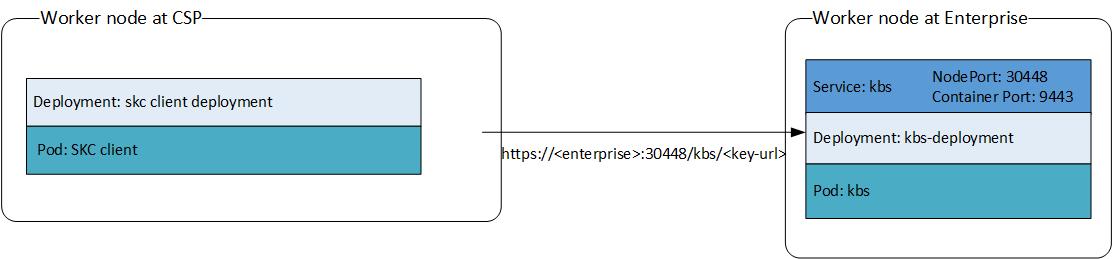 Worker node at CSP
Deployment: skc client deployment
Pod: SKC client
https://<enterprise>:30448/kbs/<key-url>
Worker node at Enterprise
Service: kbs
NodePort: 30448
Container Port: 9443
Deployment: kbs-deployment
Pod: kbs